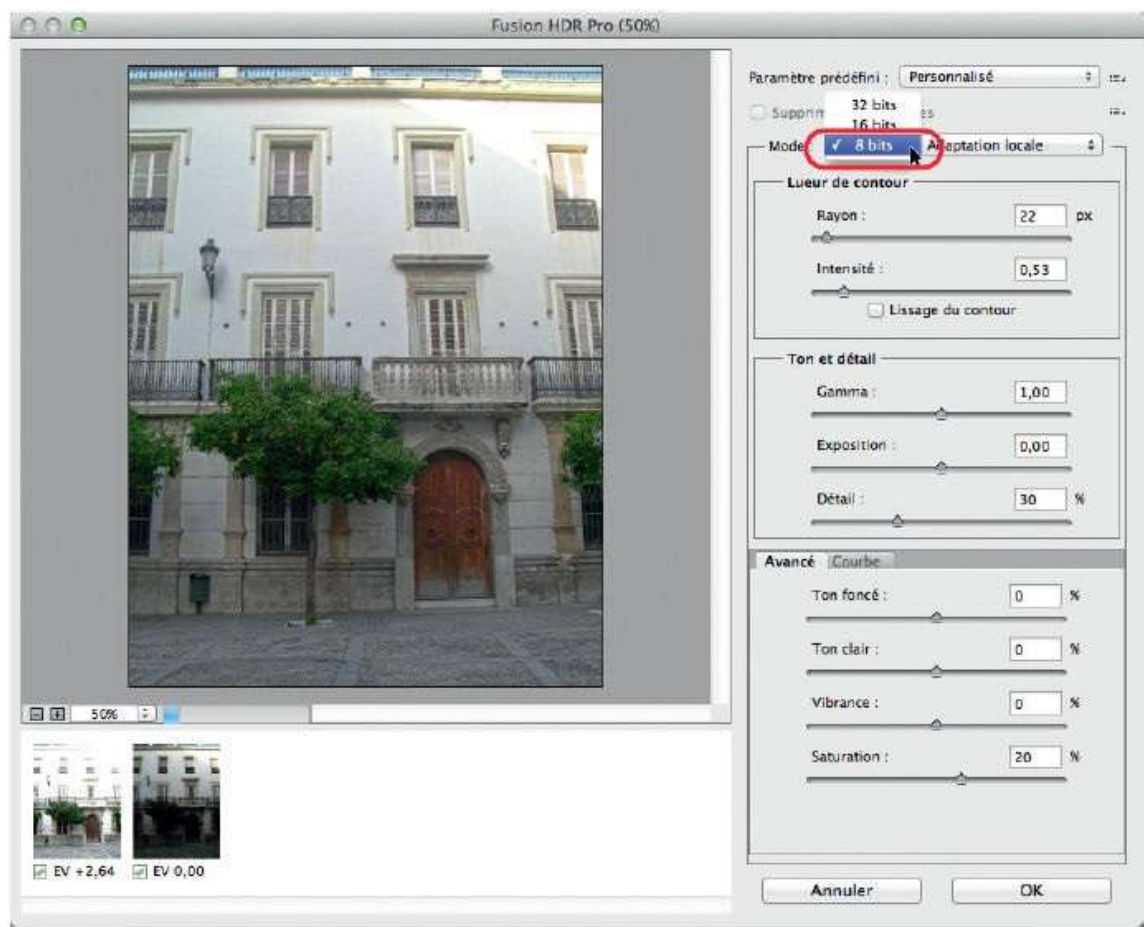 Fusion HDR Pro (50%)
Paramètre prédéfini : Personnalisé
32 bits
Supprim es
16 bits
Mode : ✓ 8 bits Adaptation locale
Lueur de contour
Rayon : 22 px
Intensité : 0,53
Lissage du contour
Ton et détail
Gamma : 1,00
Exposition : 0,00
Détail : 30 %
Avancé Courbe
Ton foncé : 0 %
Ton clair : 0 %
Vibrance : 0 %
Saturation : 20 %
50%
EV +2,64 EV 0,00
Annuler OK